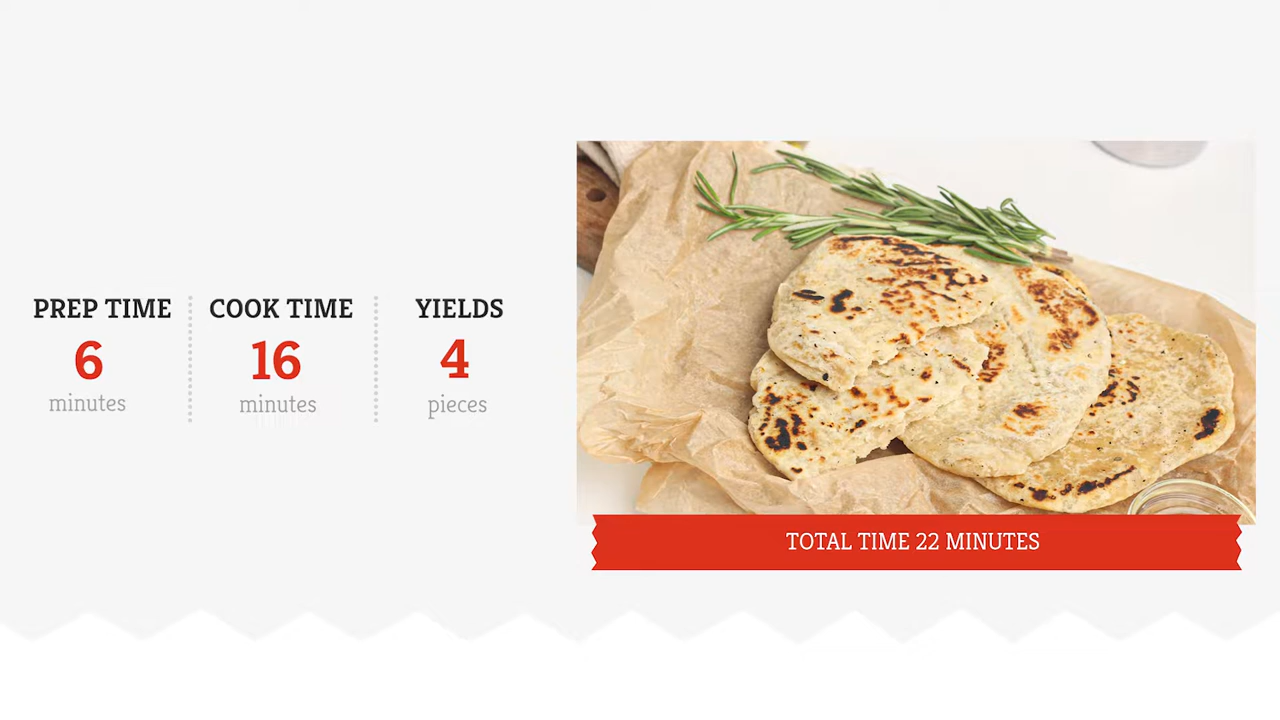 PREP TIME
6
minutes
COOK TIME
16
minutes
YIELDS
4
pieces
TOTAL TIME 22 MINUTES